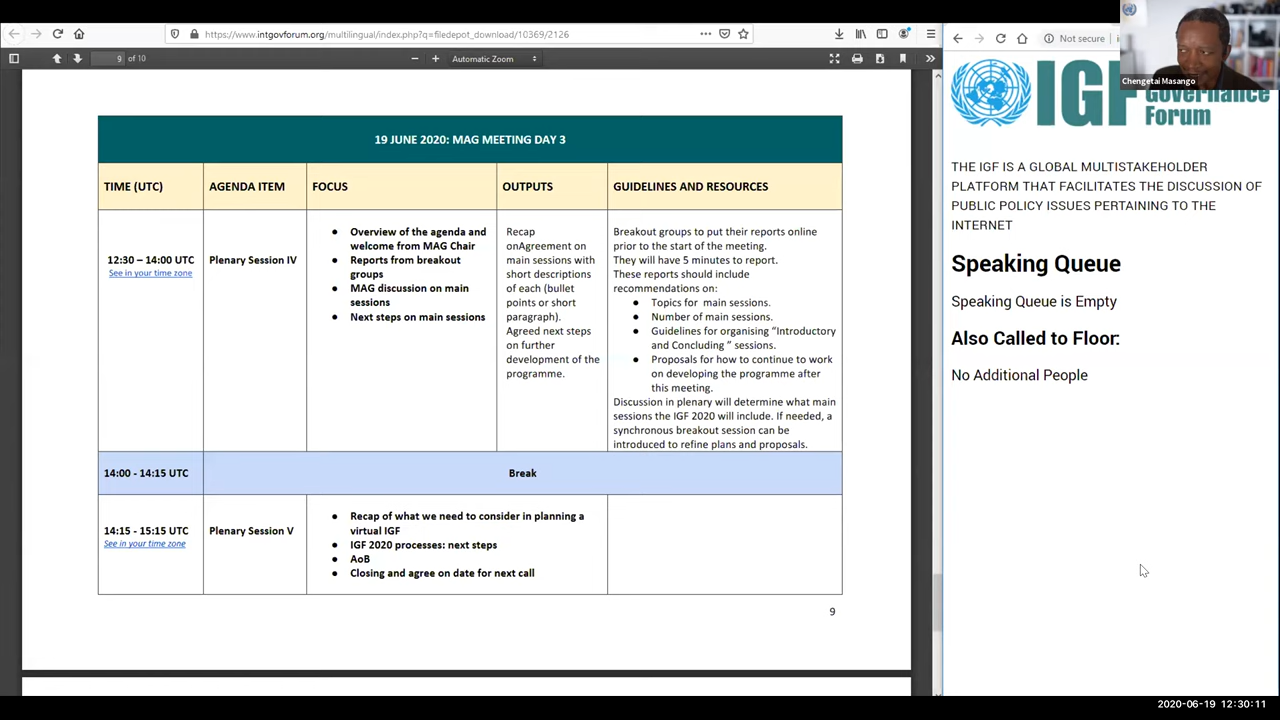 https://www.intgovforum.org/multilingual/index.php?q=filedepot_download/10369/2126
9 of 10
Automatic Zoom
19 JUNE 2020: MAG MEETING DAY 3
TIME (UTC)
AGENDA ITEM
FOCUS
OUTPUTS
GUIDELINES AND RESOURCES
12:30 – 14:00 UTC
See in your time zone
Plenary Session IV
● Overview of the agenda and
welcome from MAG Chair
● Reports from breakout
groups
● MAG discussion on main
sessions
● Next steps on main sessions
Recap
onAgreement on
main sessions with
short descriptions
of each (bullet
points or short
paragraph).
Agreed next steps
on further
development of the
programme.
Breakout groups to put their reports online
prior to the start of the meeting.
They will have 5 minutes to report.
These reports should include
recommendations on:
● Topics for main sessions.
● Number of main sessions.
● Guidelines for organising “Introductory
and Concluding ” sessions.
● Proposals for how to continue to work
on developing the programme after
this meeting.
Discussion in plenary will determine what main
sessions the IGF 2020 will include. If needed, a
synchronous breakout session can be
introduced to refine plans and proposals.
14:00 - 14:15 UTC
Break
14:15 - 15:15 UTC
See in your time zone
Plenary Session V
● Recap of what we need to consider in planning a
virtual IGF
● IGF 2020 processes: next steps
● AoB
● Closing and agree on date for next call
9
Not secure
Chengetai Masango
IGF
Governance
Forum
THE IGF IS A GLOBAL MULTISTAKEHOLDER
PLATFORM THAT FACILITATES THE DISCUSSION OF
PUBLIC POLICY ISSUES PERTAINING TO THE
INTERNET
Speaking Queue
Speaking Queue is Empty
Also Called to Floor:
No Additional People
2020-06-19 12:30:11